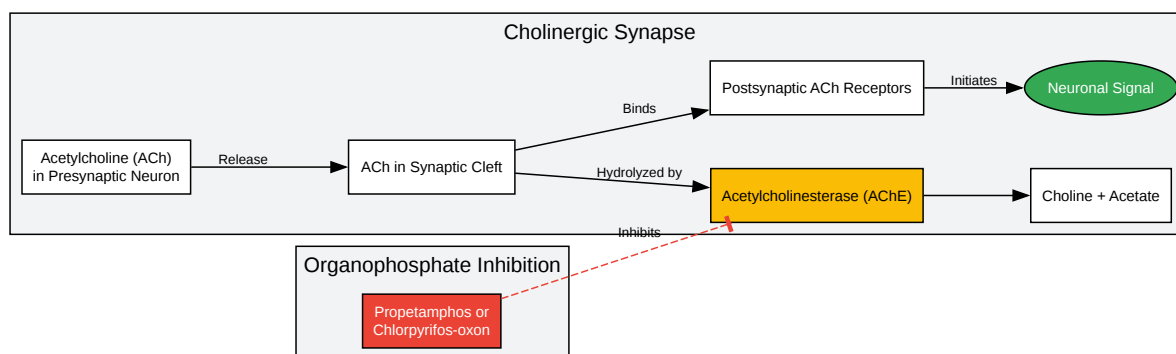 Cholinergic Synapse
Postsynaptic ACh Receptors
Initiates
Neuronal Signal
Binds
Acetylcholine (ACh)
in Presynaptic Neuron
Release
ACh in Synaptic Cleft
Hydrolyzed by
Acetylcholinesterase (AChE)
Choline + Acetate
Inhibits
Organophosphate Inhibition
Propetamphos or
Chlorpyrifos-oxon